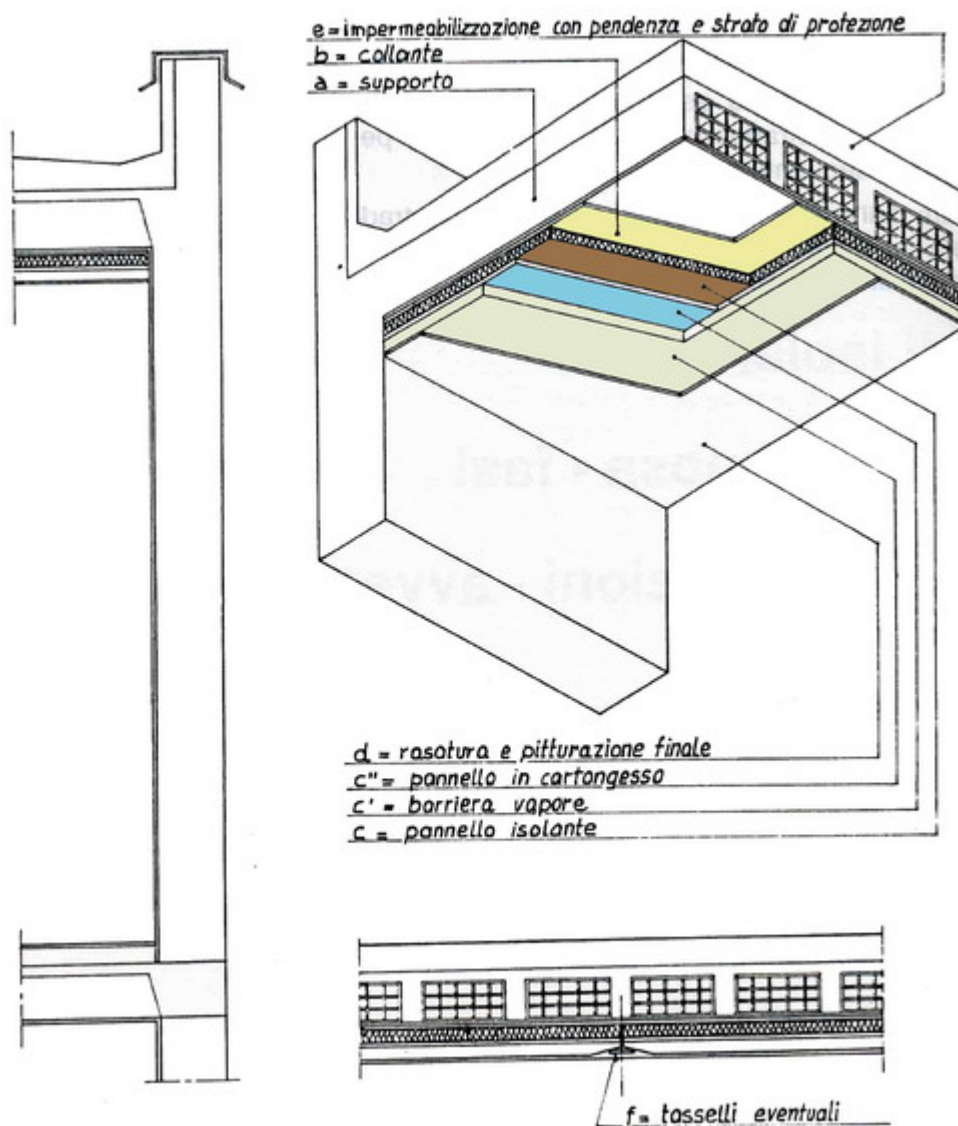 e = impermeabilizzazione con pendenza e strato di protezione
b = collante
a = supporto
d = rasatura e pitturazione finale
c" = pannello in cartongesso
c' = barriera vapore
c = pannello isolante
f = tasselli eventuali